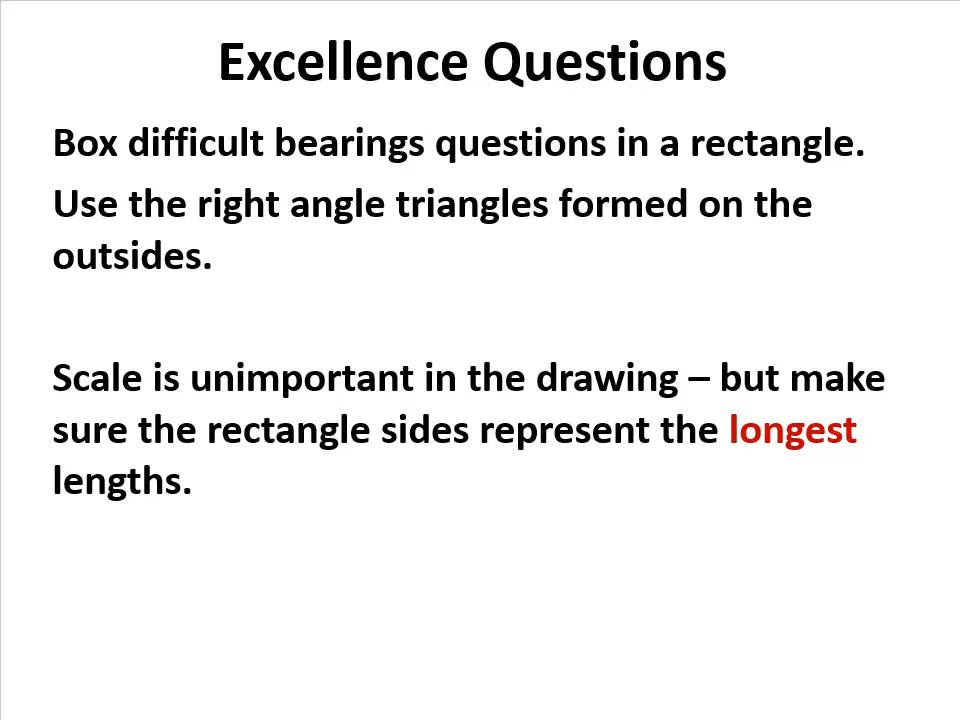 Excellence Questions
Box difficult bearings questions in a rectangle.
Use the right angle triangles formed on the
outsides.
Scale is unimportant in the drawing – but make
sure the rectangle sides represent the longest
lengths.